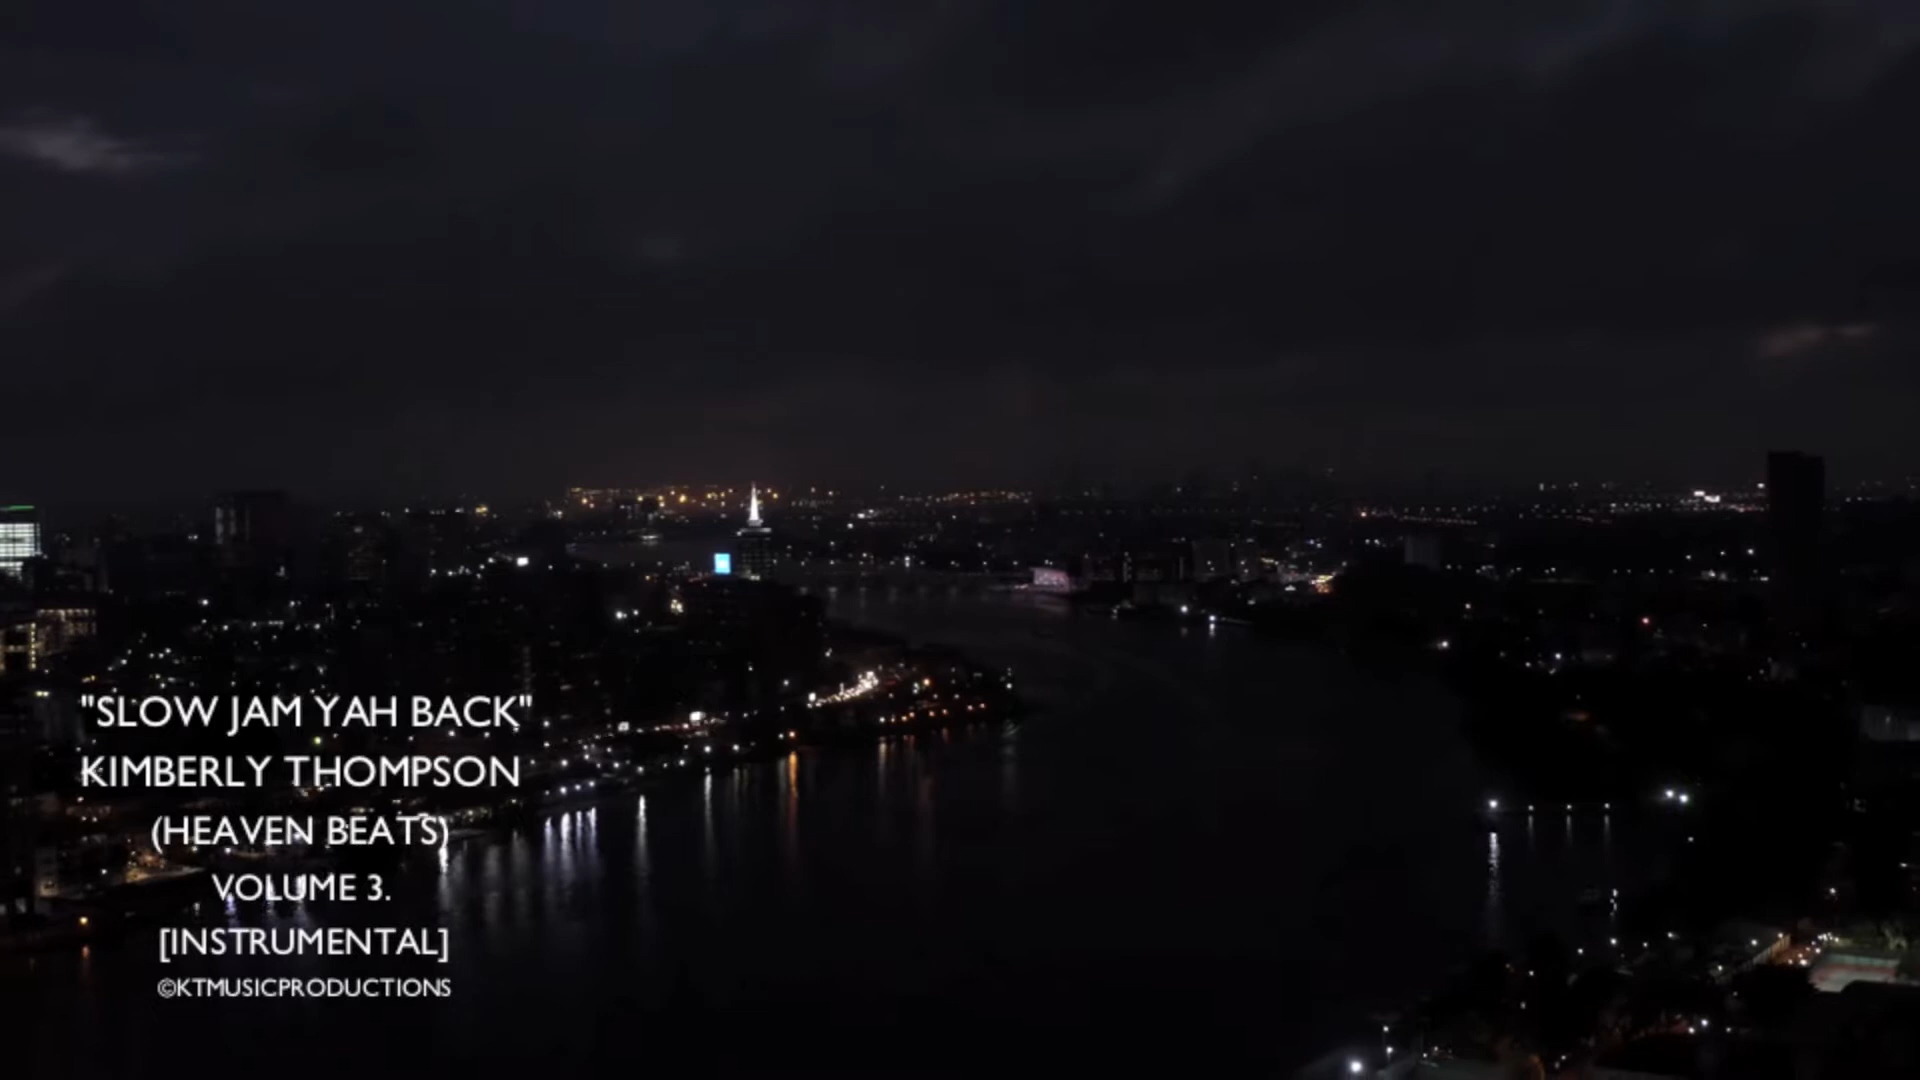 "SLOW JAM YAH BACK"
KIMBERLY THOMPSON
(HEAVEN BEATS)
VOLUME 3.
[INSTRUMENTAL]
©KTMUSICPRODUCTIONS